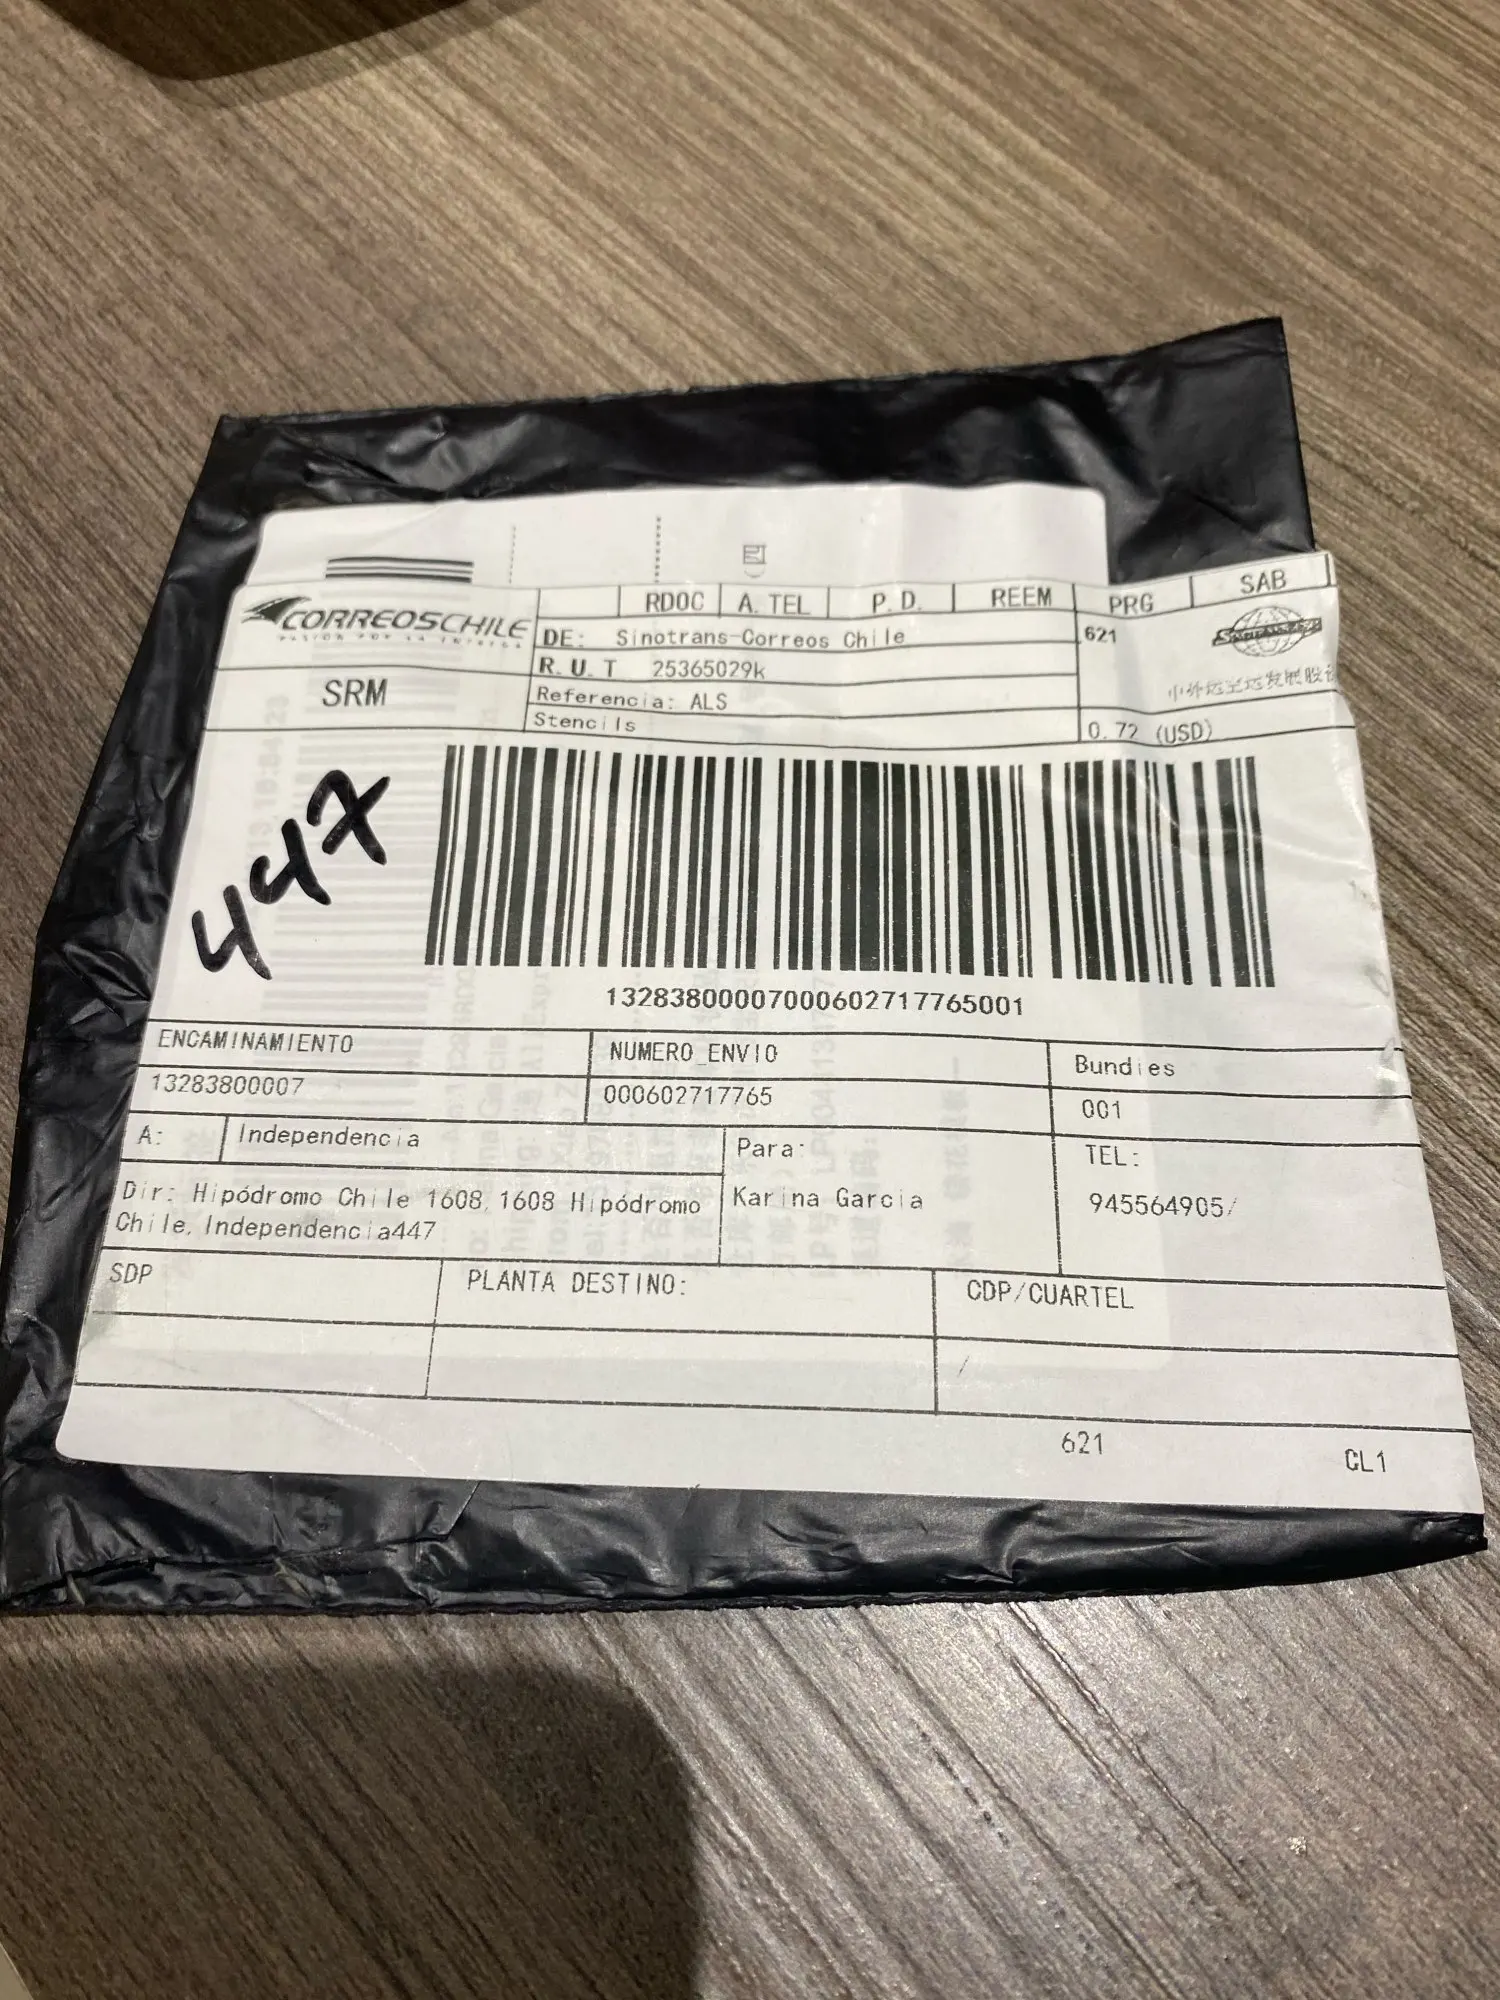 RDOC A. TEL P. D. REEM PRG SAB
CORREOSCHILE
DE: Sinotrans-Correos Chile 621
R. U. T 25365029k
SRM
Referencia: ALS
Stencils 0.72 (USD)
447
13283800007000602717765001
ENCAMINAMIENTO NUMERO_ENVIO Bundies
13283800007 000602717765 001
A: Independencia Para: TEL:
Dir: Hipódromo Chile 1608, 1608 Hipódromo Karina Garcia 945564905/
Chile, Independencia447
SDP PLANTA DESTINO: CDP/CUARTEL
/
621 CL1